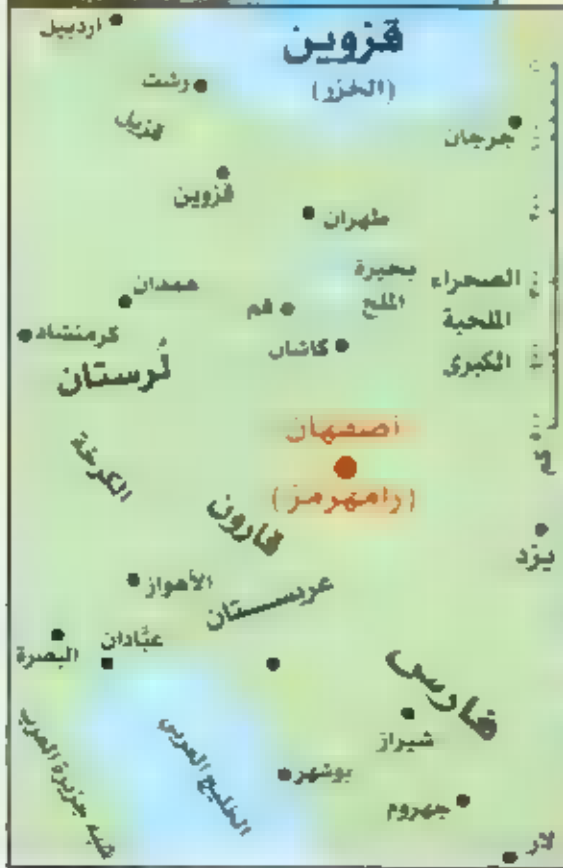 اردبيل
قزوين
(الخزر)
رشت
قزيل
جرجان
قزوين
طهران
همدان
قم
بحيرة
الملح
الصحراء
الملحية
الكبرى
كرمنشاه
كاشان
لُرستان
أصفهان
(رامهرمز)
كم
الكرخة
قارون
يزد
الأهواز
عربستان
عبّادان
البصرة
فارس
شيراز
شبه جزيرة العرب
الخليج العربي
بوشهر
جهروم
لار